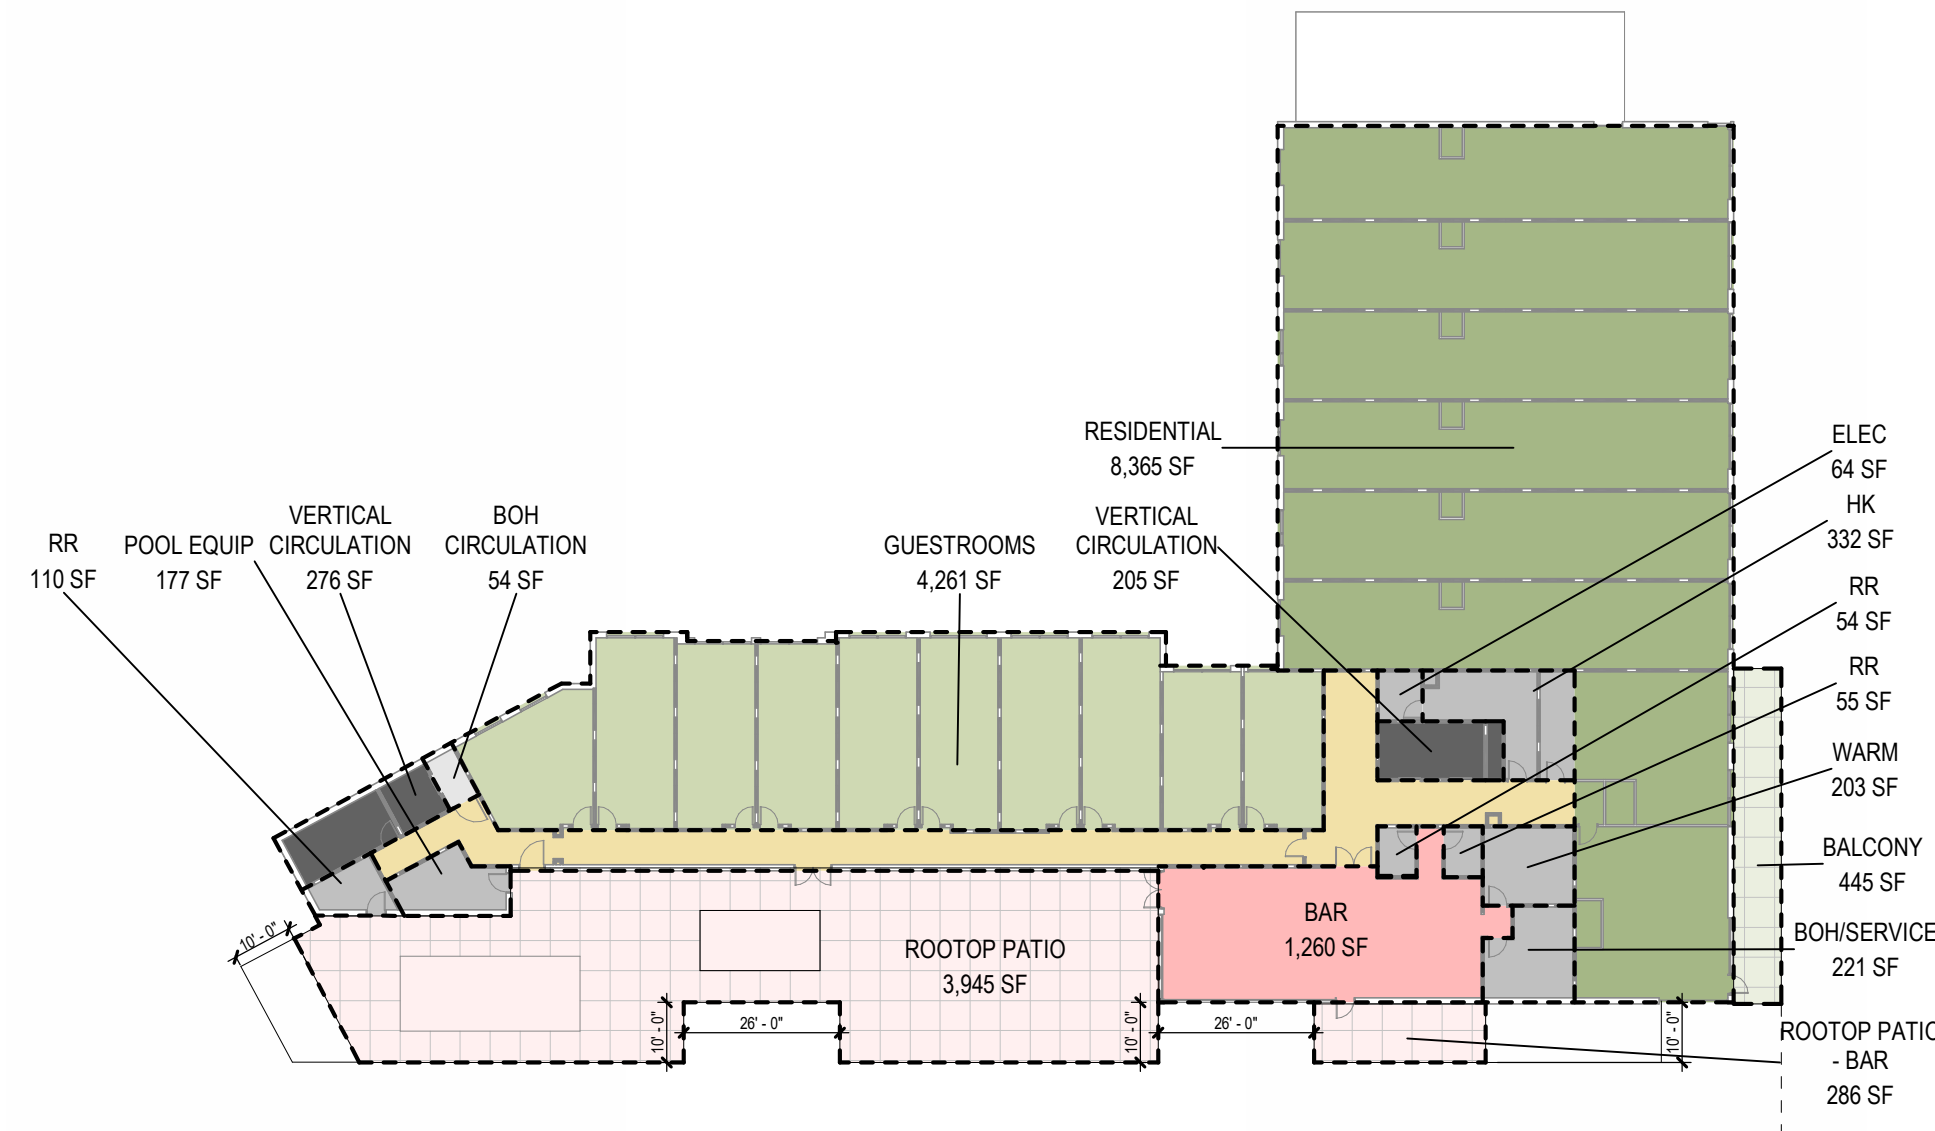 RESIDENTIAL
8,365 SF
ELEC
64 SF
HK
332 SF
RR
110 SF
POOL EQUIP
177 SF
VERTICAL
CIRCULATION
276 SF
BOH
CIRCULATION
54 SF
GUESTROOMS
4,261 SF
VERTICAL
CIRCULATION
205 SF
RR
54 SF
RR
55 SF
WARM
203 SF
BALCONY
445 SF
BAR
1,260 SF
BOH/SERVICE
221 SF
ROOTOP PATIO
3,945 SF
10' - 0"
10' - 0"
26' - 0"
10' - 0"
26' - 0"
10' - 0"
ROOTOP PATIO
- BAR
286 SF